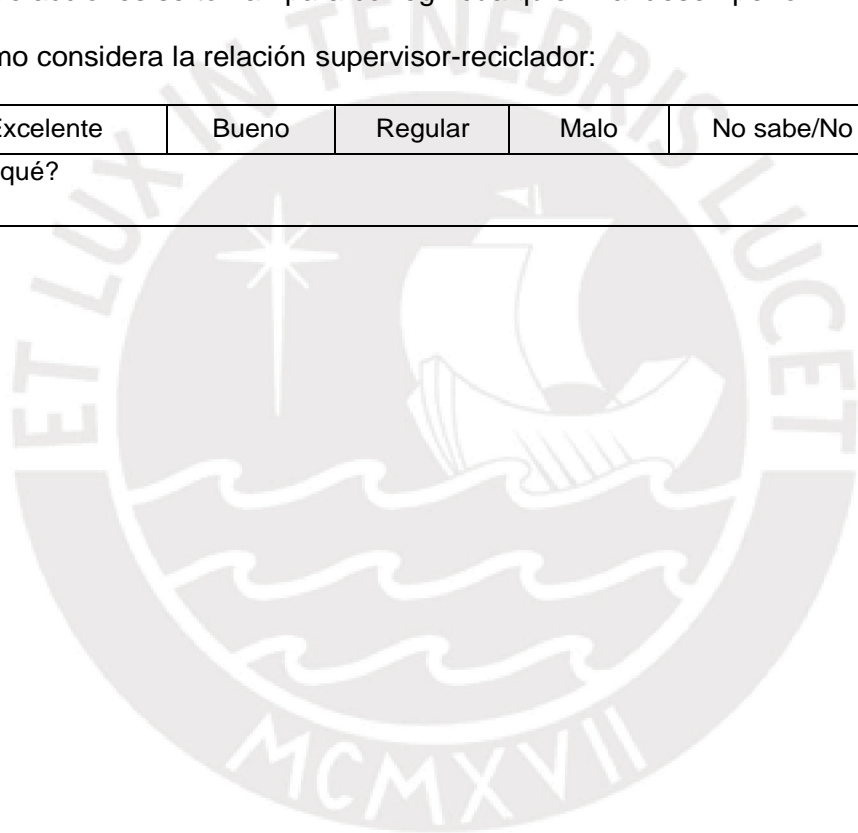 mo considera la relación supervisor-reciclador:
Excelente Bueno Regular Malo No sabe/No
qué?
ET LUX IN TENEBRIS LUCET
MCMXVII